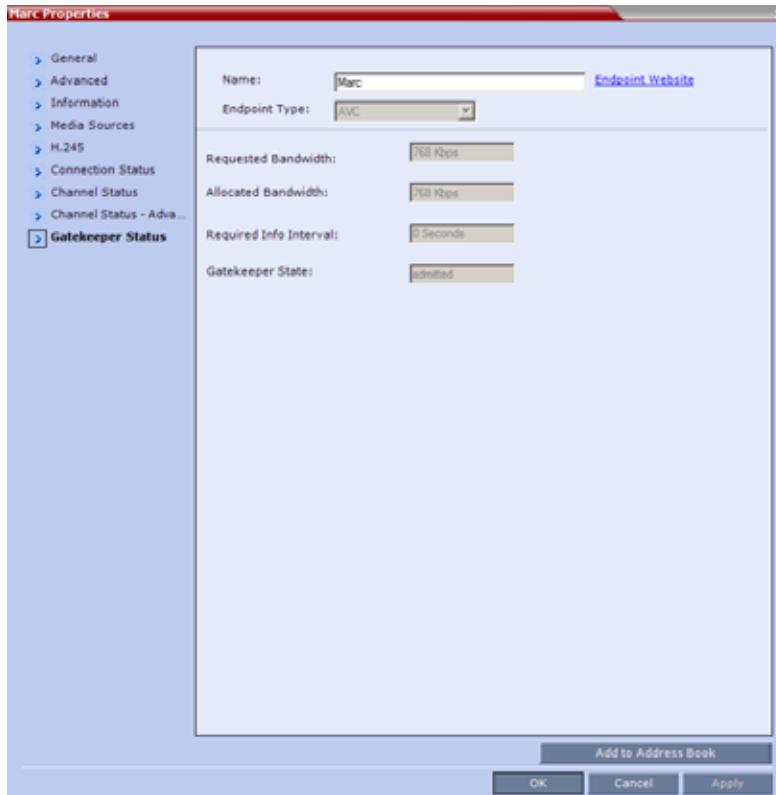 Marc Properties
General
Advanced
Information
Media Sources
H.245
Connection Status
Channel Status
Channel Status - Adva...
Gatekeeper Status
Name: Marc Endpoint Website
Endpoint Type: AVC
Requested Bandwidth: 768 Kbps
Allocated Bandwidth: 768 Kbps
Required Info Interval: 0 Seconds
Gatekeeper State: admitted
Add to Address Book
OK Cancel Apply